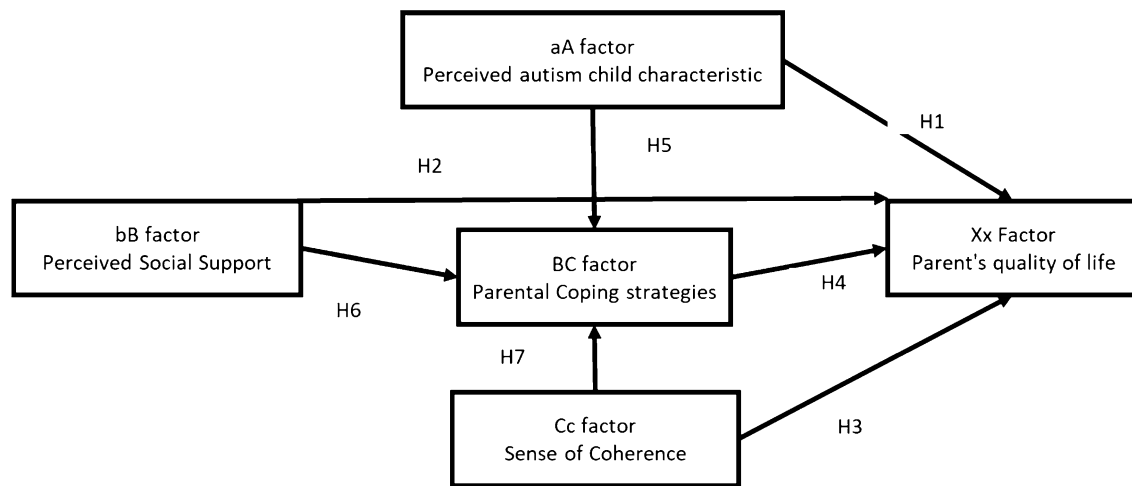 aA factor
Perceived autism child characteristic
H1
H5
H2
bB factor
Perceived Social Support
Xx Factor
Parent's quality of life
BC factor
Parental Coping strategies
H4
H6
H7
Cc factor
Sense of Coherence
H3